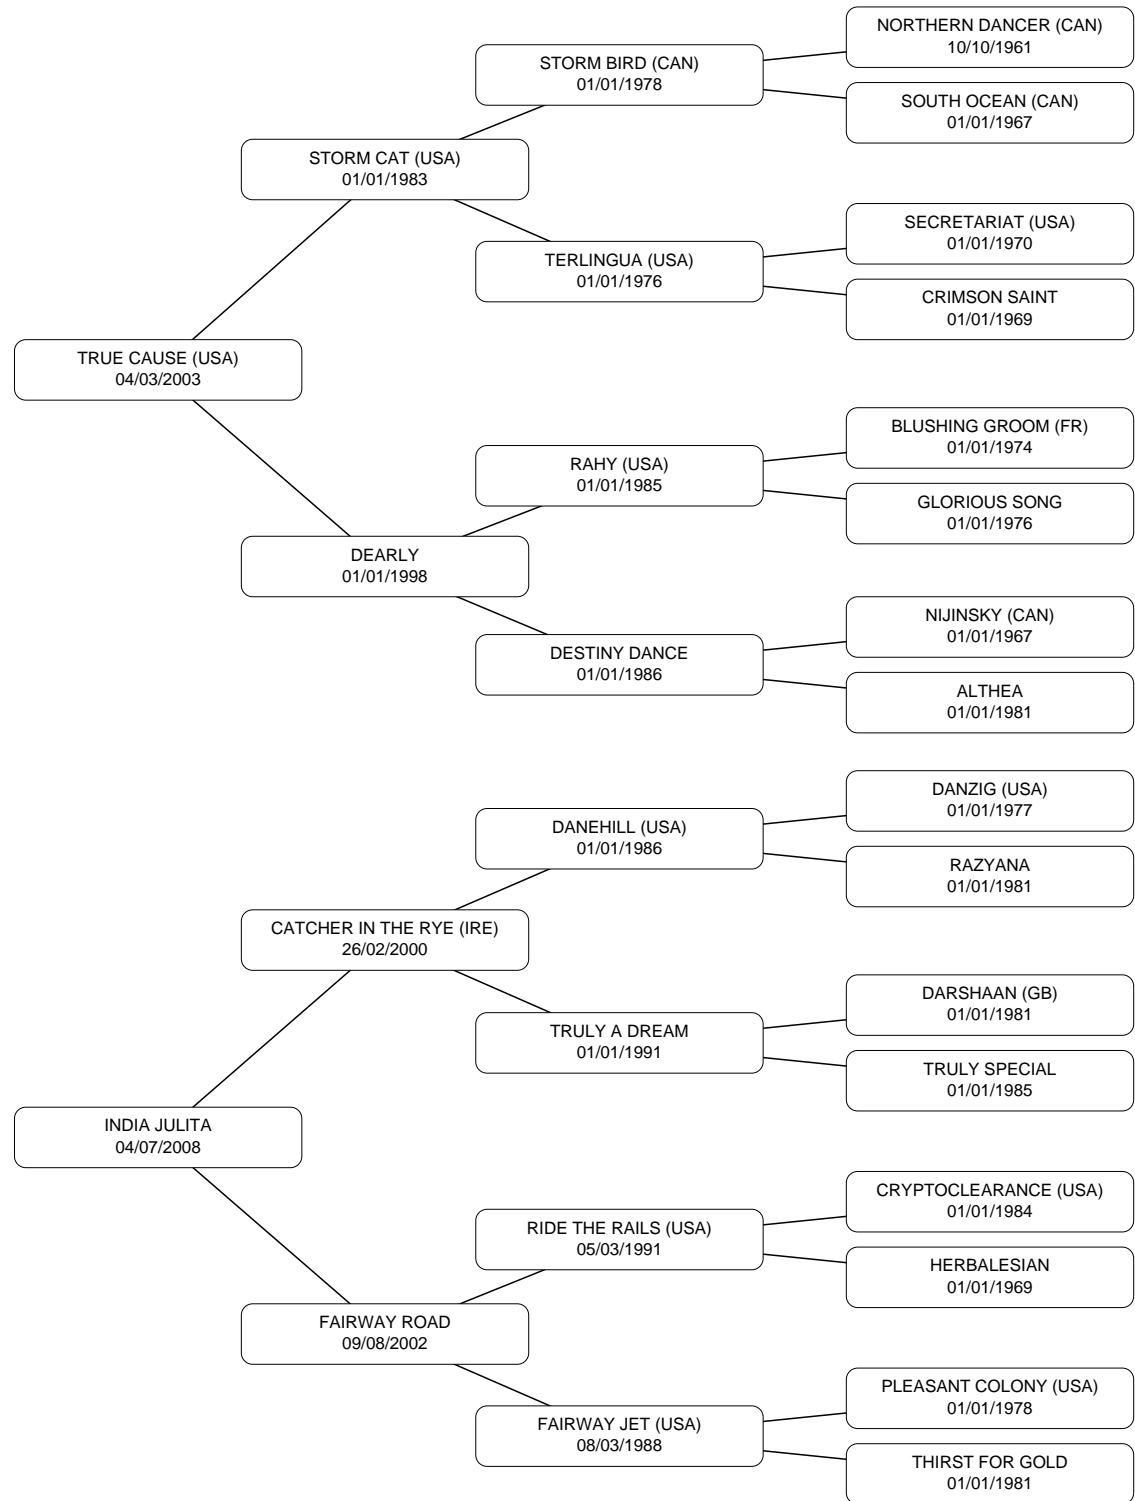 NORTHERN DANCER (CAN)
10/10/1961
STORM BIRD (CAN)
01/01/1978
SOUTH OCEAN (CAN)
01/01/1967
STORM CAT (USA)
01/01/1983
SECRETARIAT (USA)
01/01/1970
TERLINGUA (USA)
01/01/1976
CRIMSON SAINT
01/01/1969
TRUE CAUSE (USA)
04/03/2003
BLUSHING GROOM (FR)
01/01/1974
RAHY (USA)
01/01/1985
GLORIOUS SONG
01/01/1976
DEARLY
01/01/1998
NIJINSKY (CAN)
01/01/1967
DESTINY DANCE
01/01/1986
ALTHEA
01/01/1981
DANZIG (USA)
01/01/1977
DANEHILL (USA)
01/01/1986
RAZYANA
01/01/1981
CATCHER IN THE RYE (IRE)
26/02/2000
DARSHAAN (GB)
01/01/1981
TRULY A DREAM
01/01/1991
TRULY SPECIAL
01/01/1985
INDIA JULITA
04/07/2008
CRYPTOCLEARANCE (USA)
01/01/1984
RIDE THE RAILS (USA)
05/03/1991
HERBALESIAN
01/01/1969
FAIRWAY ROAD
09/08/2002
PLEASANT COLONY (USA)
01/01/1978
FAIRWAY JET (USA)
08/03/1988
THIRST FOR GOLD
01/01/1981